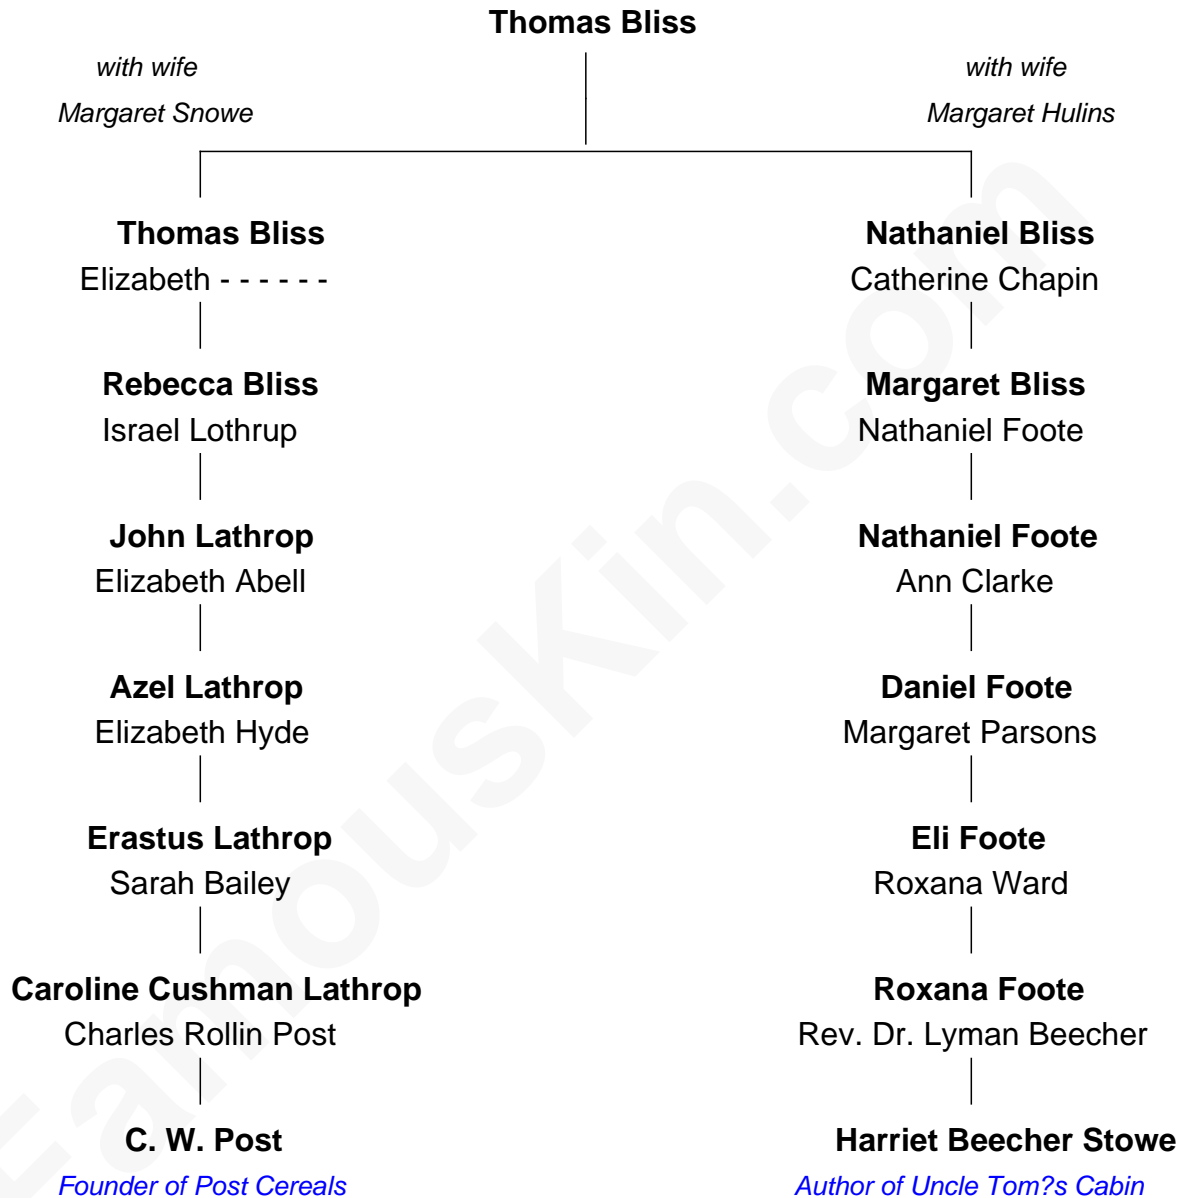 Thomas Bliss
with wife
Margaret Snowe
with wife
Margaret Hulins
Thomas Bliss
Elizabeth - - - - - -
Nathaniel Bliss
Catherine Chapin
Rebecca Bliss
Israel Lothrup
Margaret Bliss
Nathaniel Foote
John Lathrop
Elizabeth Abell
Nathaniel Foote
Ann Clarke
Azel Lathrop
Elizabeth Hyde
Daniel Foote
Margaret Parsons
Erastus Lathrop
Sarah Bailey
Eli Foote
Roxana Ward
Caroline Cushman Lathrop
Charles Rollin Post
Roxana Foote
Rev. Dr. Lyman Beecher
C. W. Post
Founder of Post Cereals
Harriet Beecher Stowe
Author of Uncle Tom?s Cabin
FamousKin.com